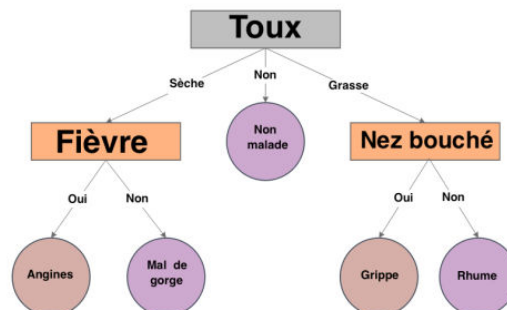 Toux
Sèche
Non
Grasse
Fièvre
Non
malade
Nez bouché
Oui
Non
Oui
Non
Angines
Mal de
gorge
Grippe
Rhume